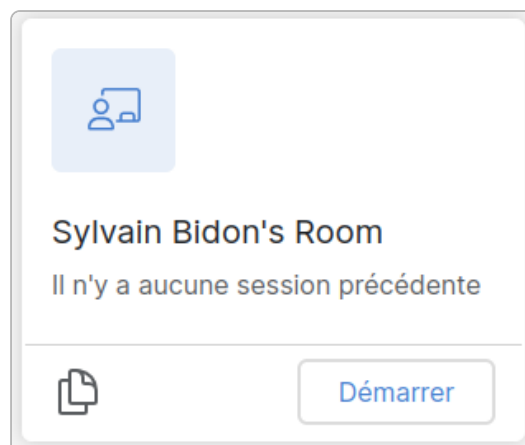 Sylvain Bidon's Room
Il n'y a aucune session précédente
Démarrer